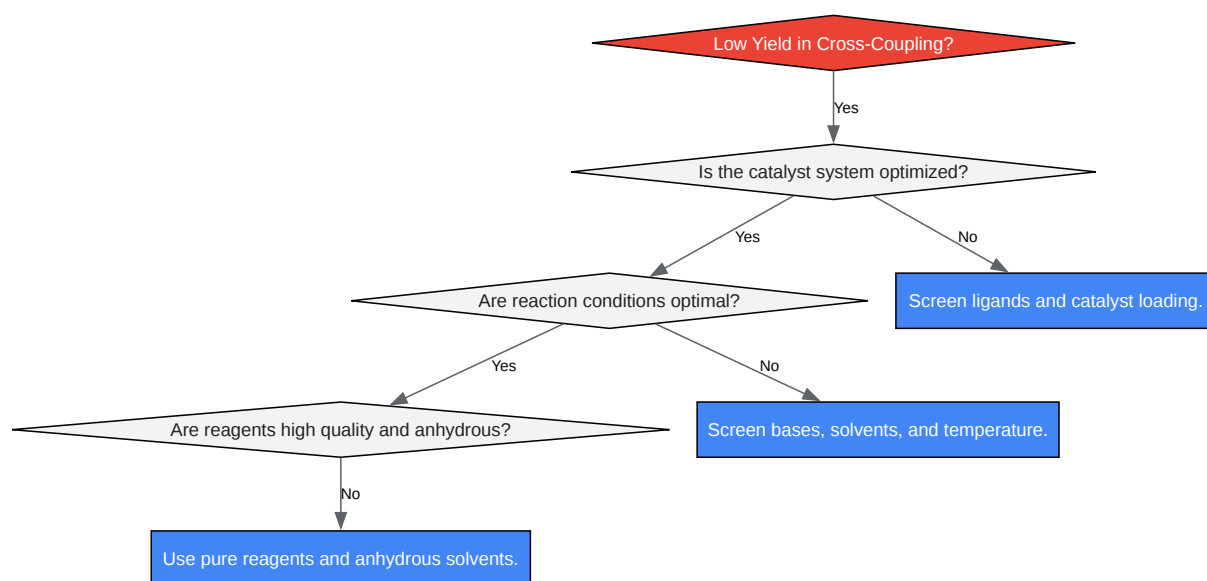 Low Yield in Cross-Coupling?
Yes
Is the catalyst system optimized?
Yes
No
Are reaction conditions optimal?
Screen ligands and catalyst loading.
Yes
No
Are reagents high quality and anhydrous?
Screen bases, solvents, and temperature.
No
Use pure reagents and anhydrous solvents.